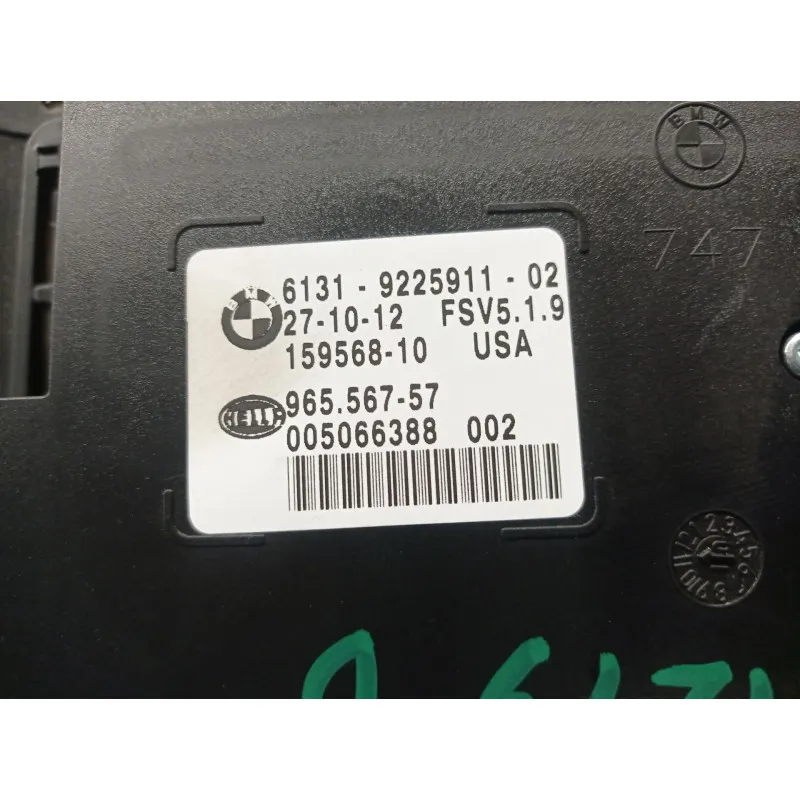 BMW
747
BMW
6131 - 9225911 - 02
27-10-12 FSV5.1.9
159568-10 USA
HELLA
965.567-57
005066388 002